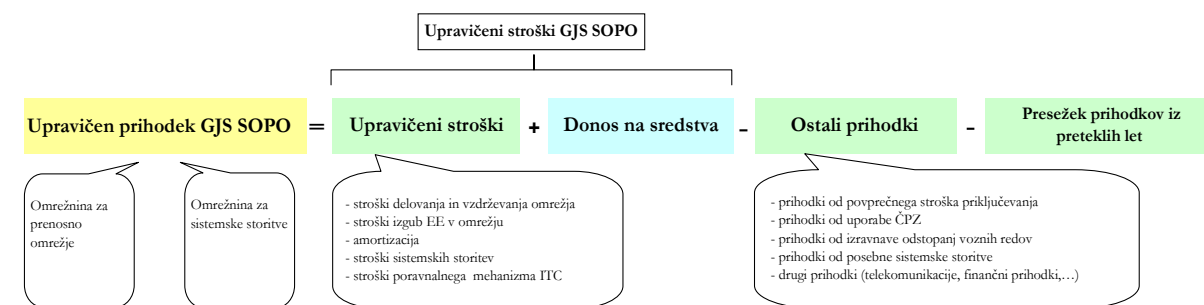 Upravičeni stroški GJS SOPO
Upravičen prihodek GJS SOPO
=
Upravičeni stroški
+
Donos na sredstva
-
Ostali prihodki
-
Presežek prihodkov iz
preteklih let
Omrežnina za
prenosno
omrežje
Omrežnina za
sistemske storitve
- stroški delovanja in vzdrževanja omrežja
- stroški izgub EE v omrežju
- amortizacija
- stroški sistemskih storitev
- stroški poravnalnega mehanizma ITC
- prihodki od povprečnega stroška priključevanja
- prihodki od uporabe ČPZ
- prihodki od izravnave odstopanj voznih redov
- prihodki od posebne sistemske storitve
- drugi prihodki (telekomunikacije, finančni prihodki,…)